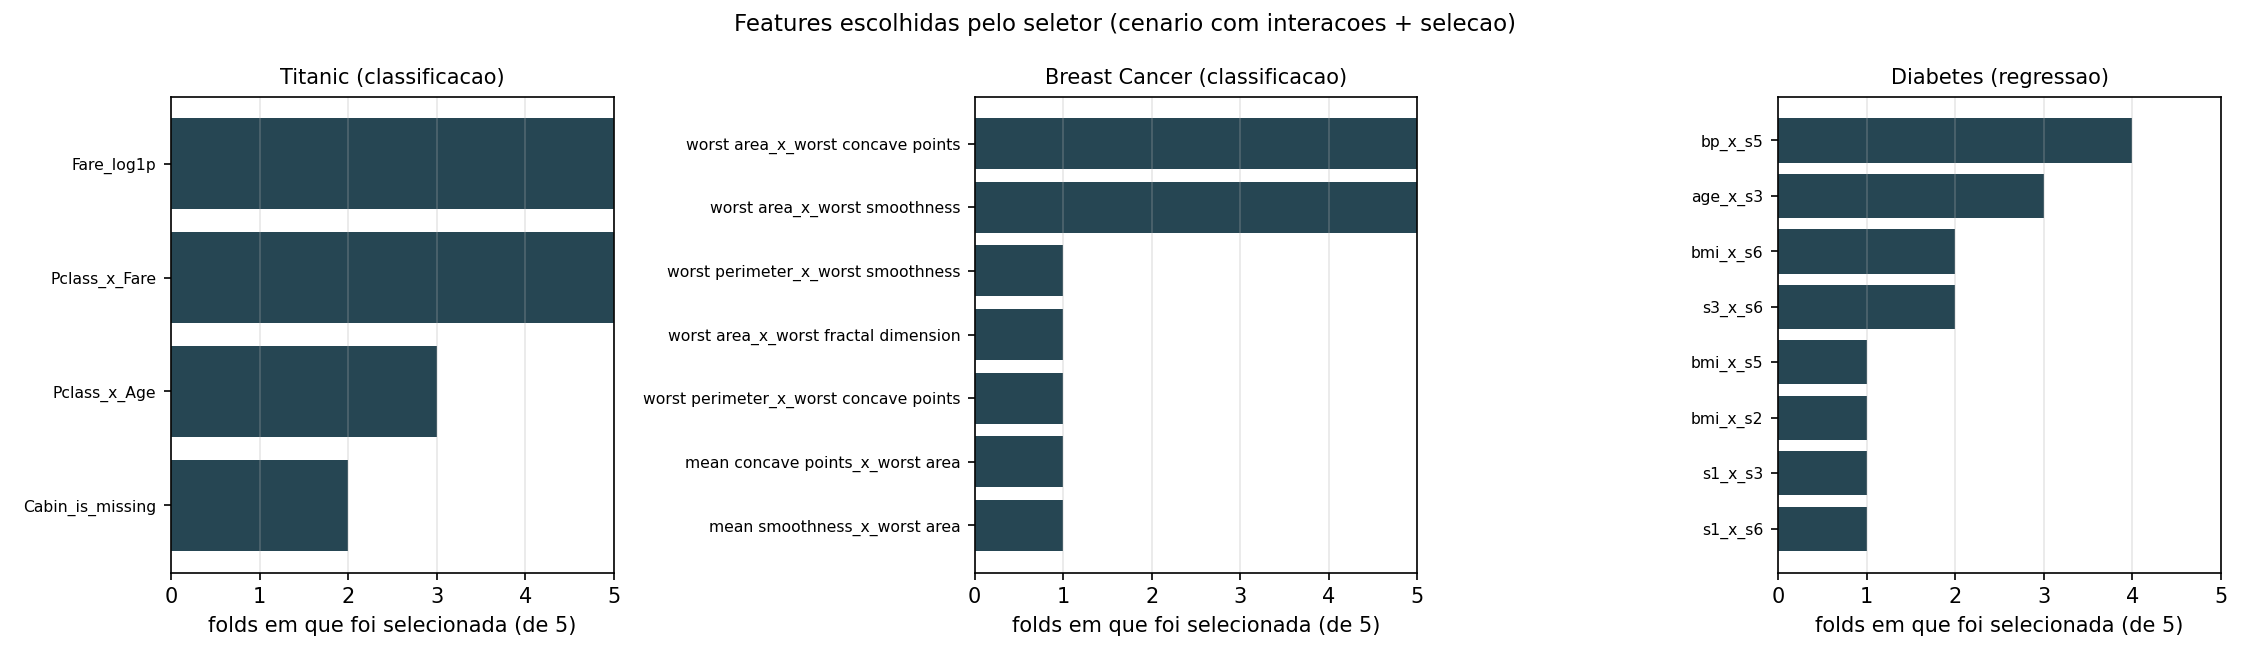 Features escolhidas pelo seletor (cenario com interacoes + selecao)
Titanic (classificacao)
Fare_log1p
Pclass_x_Fare
Pclass_x_Age
Cabin_is_missing
0 1 2 3 4 5
folds em que foi selecionada (de 5)
Breast Cancer (classificacao)
worst area_x_worst concave points
worst area_x_worst smoothness
worst perimeter_x_worst smoothness
worst area_x_worst fractal dimension
worst perimeter_x_worst concave points
mean concave points_x_worst area
mean smoothness_x_worst area
0 1 2 3 4 5
folds em que foi selecionada (de 5)
Diabetes (regressao)
bp_x_s5
age_x_s3
bmi_x_s6
s3_x_s6
bmi_x_s5
bmi_x_s2
s1_x_s3
s1_x_s6
0 1 2 3 4 5
folds em que foi selecionada (de 5)